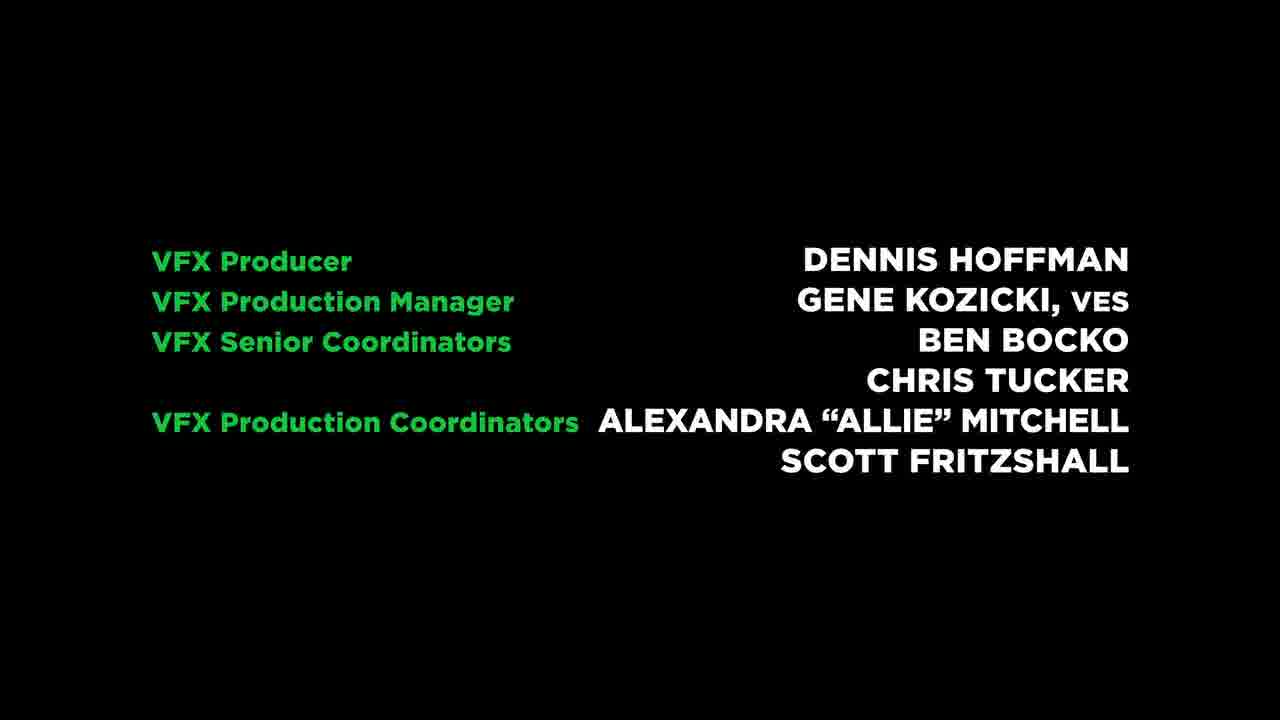 VFX Producer DENNIS HOFFMAN
VFX Production Manager GENE KOZICKI, VES
VFX Senior Coordinators BEN BOCKO
CHRIS TUCKER
VFX Production Coordinators ALEXANDRA “ALLIE” MITCHELL
SCOTT FRITZSHALL